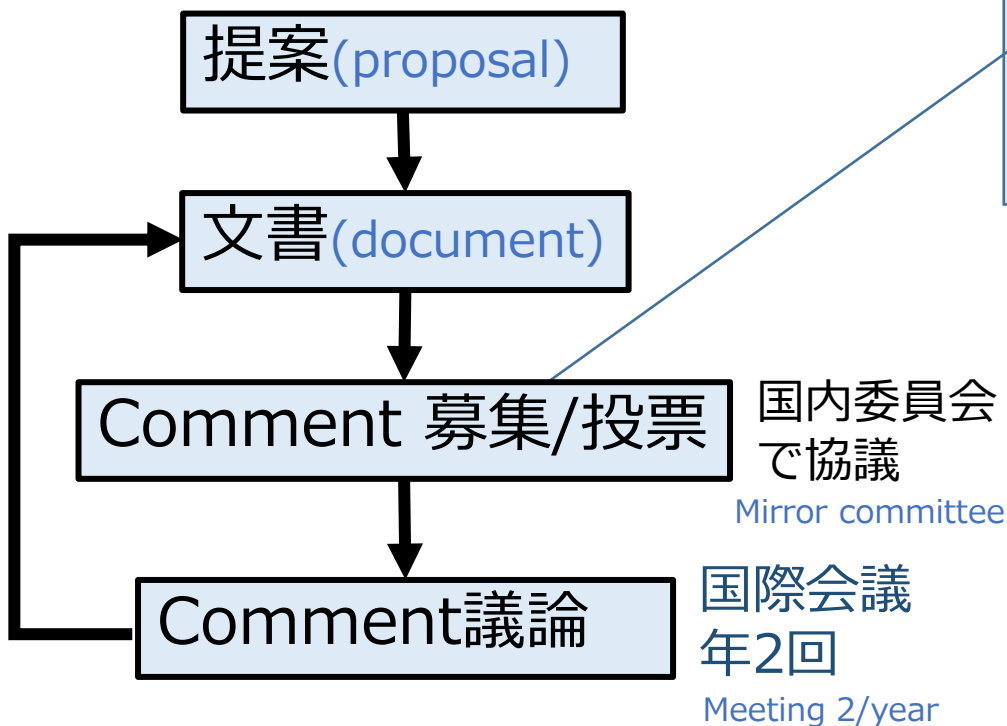 提案(proposal)
文書(document)
Comment 募集/投票
国内委員会
で協議
Mirror committee
Comment議論
国際会議
年2回
Meeting 2/year